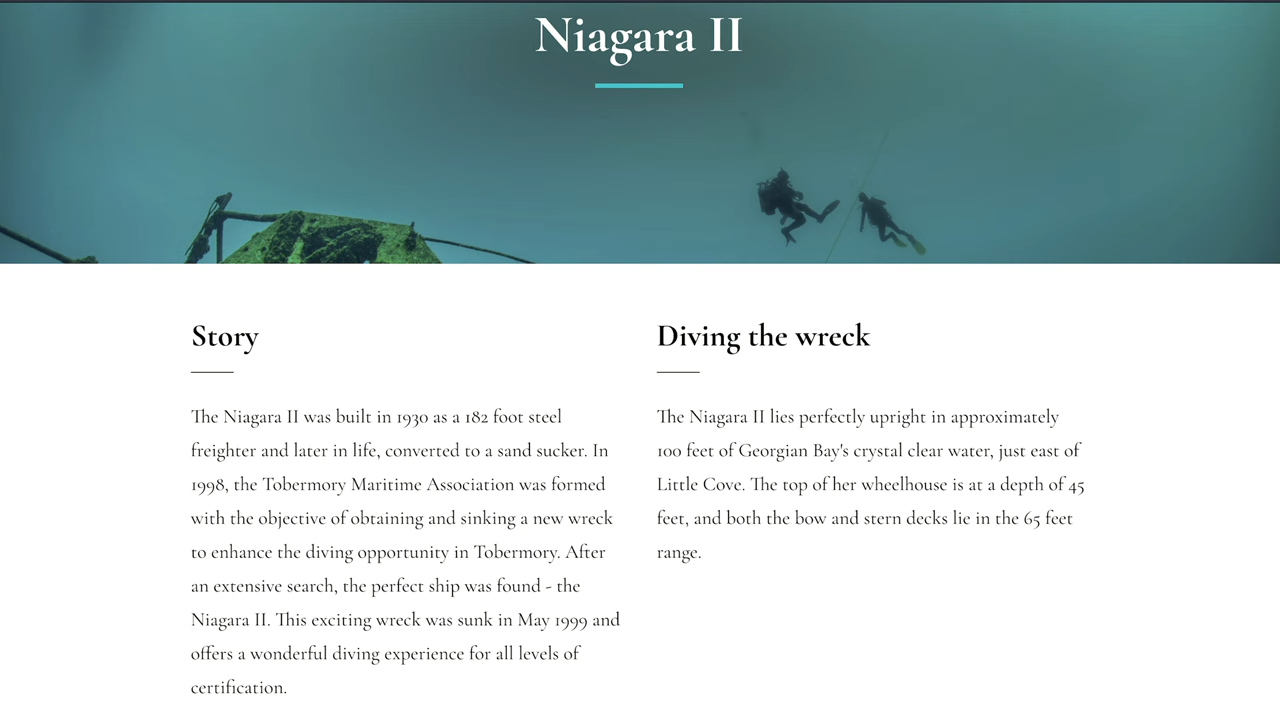 Niagara II
Story
The Niagara II was built in 1930 as a 182 foot steel
freighter and later in life, converted to a sand sucker. In
1998, the Tobermory Maritime Association was formed
with the objective of obtaining and sinking a new wreck
to enhance the diving opportunity in Tobermory. After
an extensive search, the perfect ship was found - the
Niagara II. This exciting wreck was sunk in May 1999 and
offers a wonderful diving experience for all levels of
certification.
Diving the wreck
The Niagara II lies perfectly upright in approximately
100 feet of Georgian Bay's crystal clear water, just east of
Little Cove. The top of her wheelhouse is at a depth of 45
feet, and both the bow and stern decks lie in the 65 feet
range.